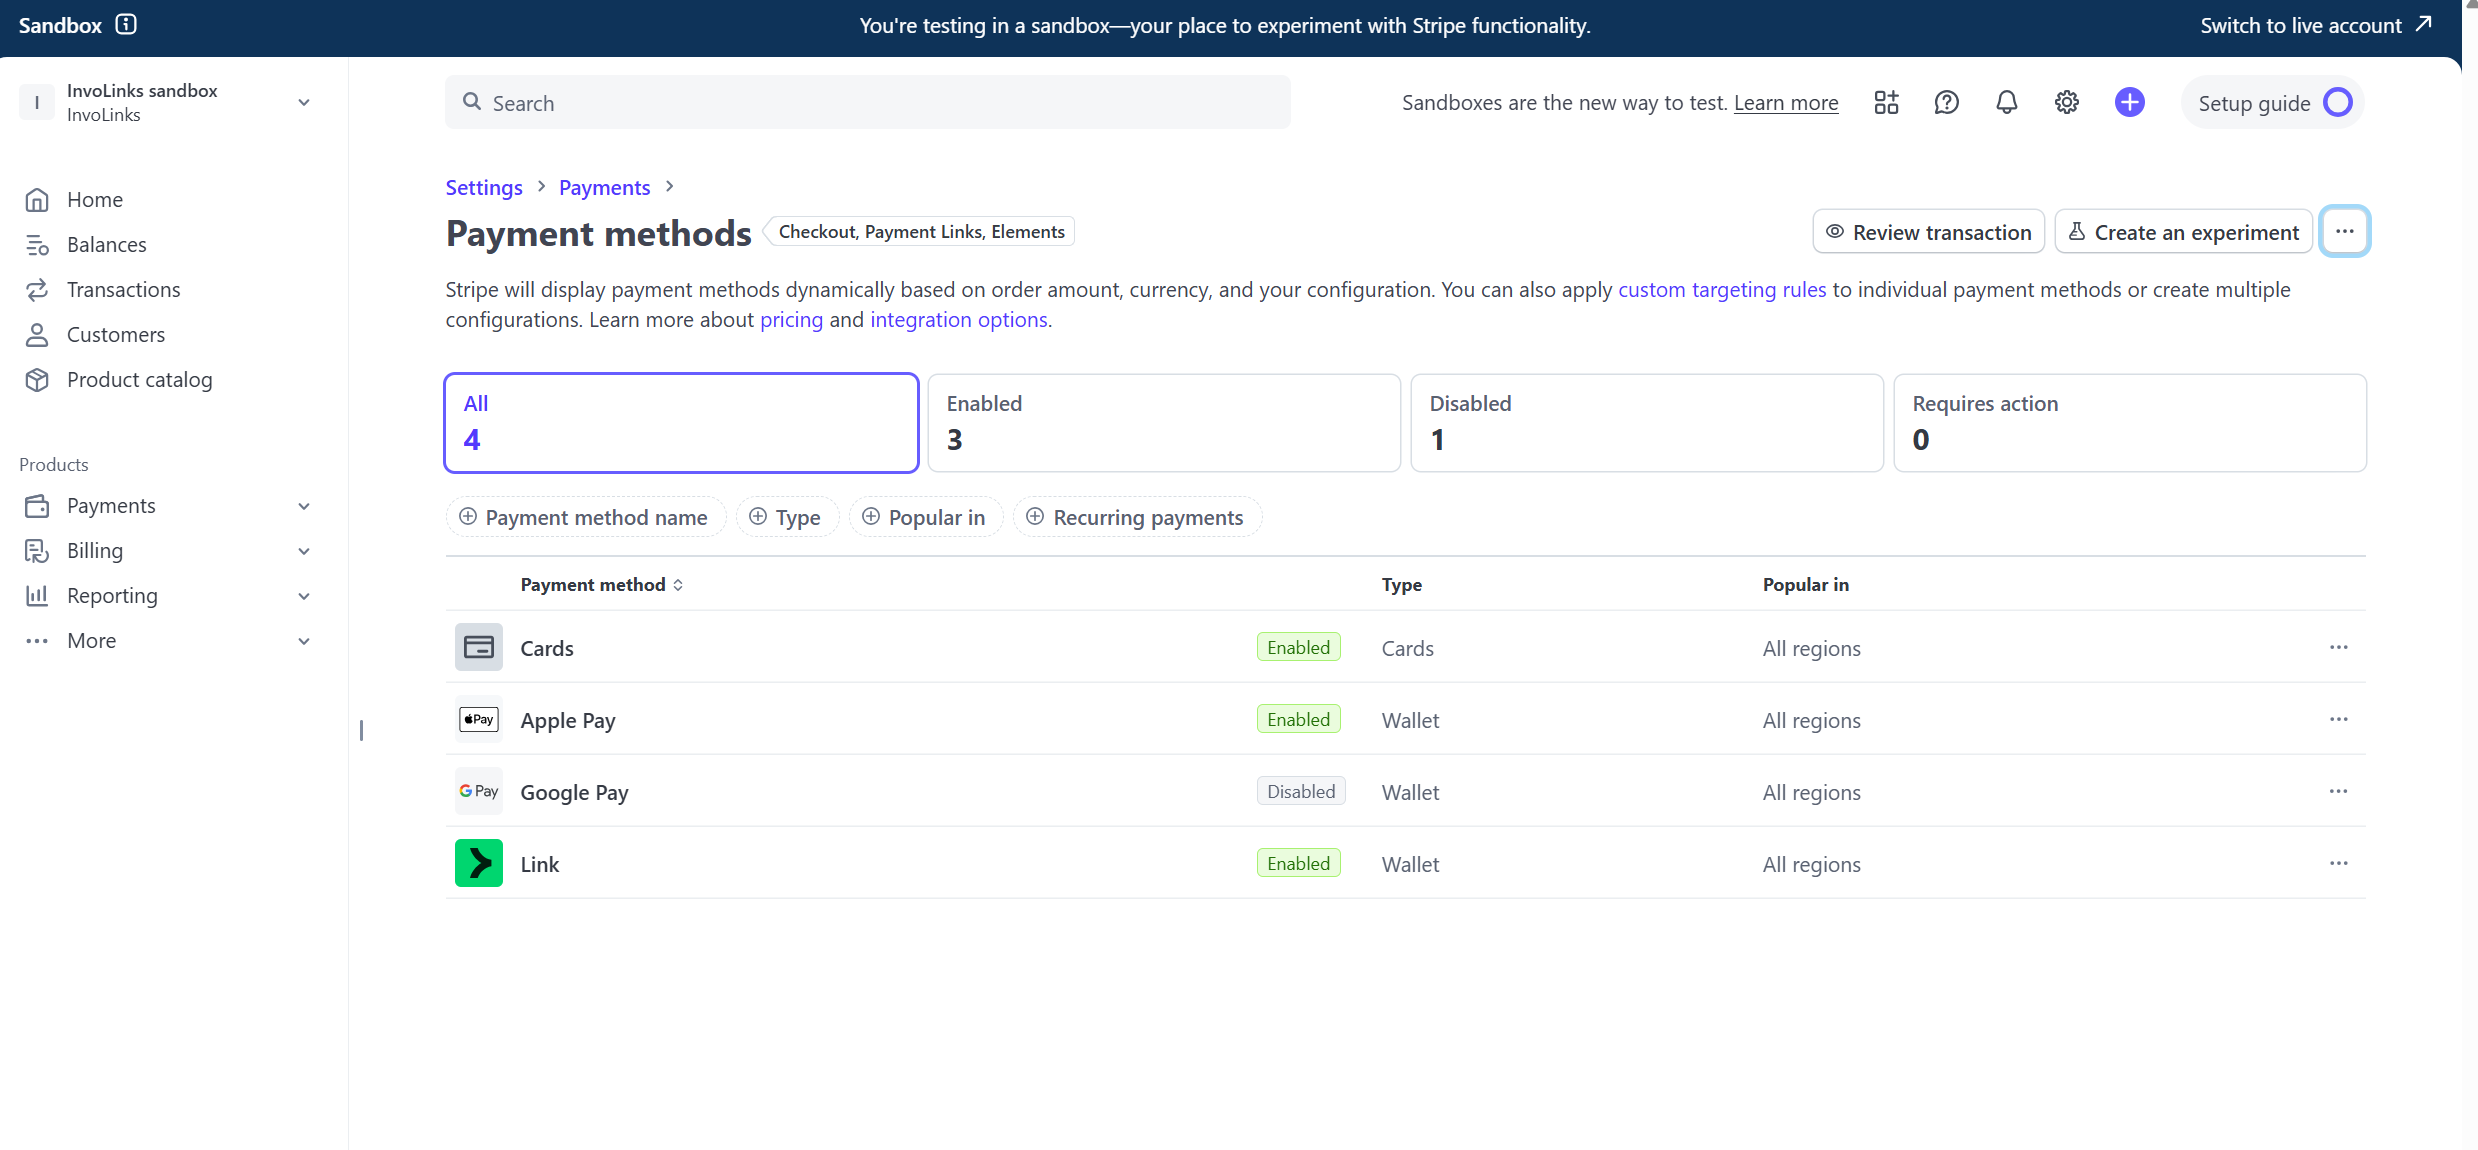 Sandbox
You're testing in a sandbox—your place to experiment with Stripe functionality.
Switch to live account
I
InvoLinks sandbox
InvoLinks
Search
Sandboxes are the new way to test. Learn more
Setup guide
Home
Balances
Transactions
Customers
Product catalog
Products
Payments
Billing
Reporting
More
Settings > Payments >
Payment methods
Checkout, Payment Links, Elements
Review transaction
Create an experiment
Stripe will display payment methods dynamically based on order amount, currency, and your configuration. You can also apply custom targeting rules to individual payment methods or create multiple
configurations. Learn more about pricing and integration options.
All
4
Enabled
3
Disabled
1
Requires action
0
Payment method name
Type
Popular in
Recurring payments
Payment method Type Popular in
Cards Enabled Cards All regions
Pay Apple Pay Enabled Wallet All regions
G Pay Google Pay Disabled Wallet All regions
Link Enabled Wallet All regions